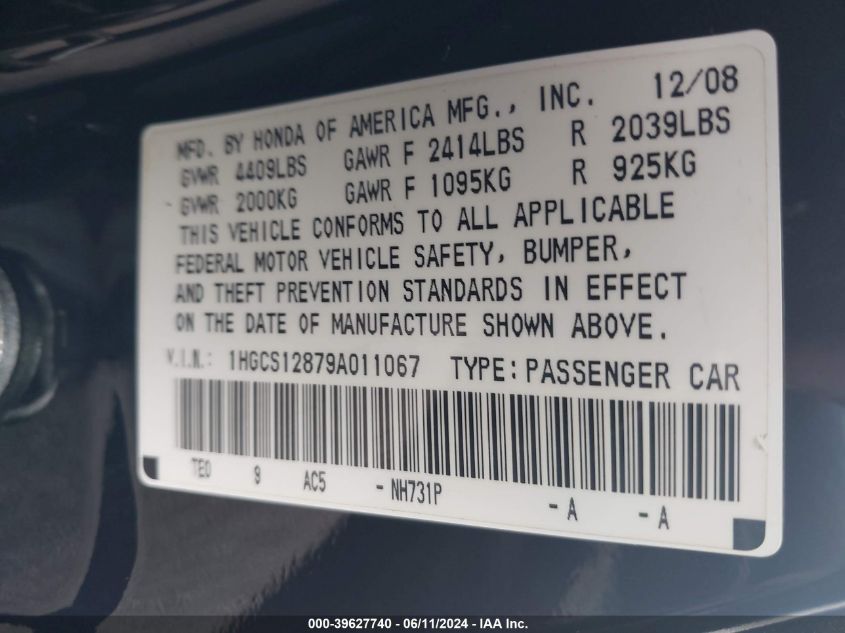 MFD. BY HONDA OF AMERICA MFG., INC. 12/08
GVWR 4409LBS GAWR F 2414LBS R 2039LBS
GVWR 2000KG GAWR F 1095KG R 925KG
THIS VEHICLE CONFORMS TO ALL APPLICABLE
FEDERAL MOTOR VEHICLE SAFETY, BUMPER,
AND THEFT PREVENTION STANDARDS IN EFFECT
ON THE DATE OF MANUFACTURE SHOWN ABOVE.
V.I.N.: 1HGCS12879A011067 TYPE: PASSENGER CAR
TE0 9 AC5 - NH731P - A - A
000-39627740 - 06/11/2024 - IAA Inc.